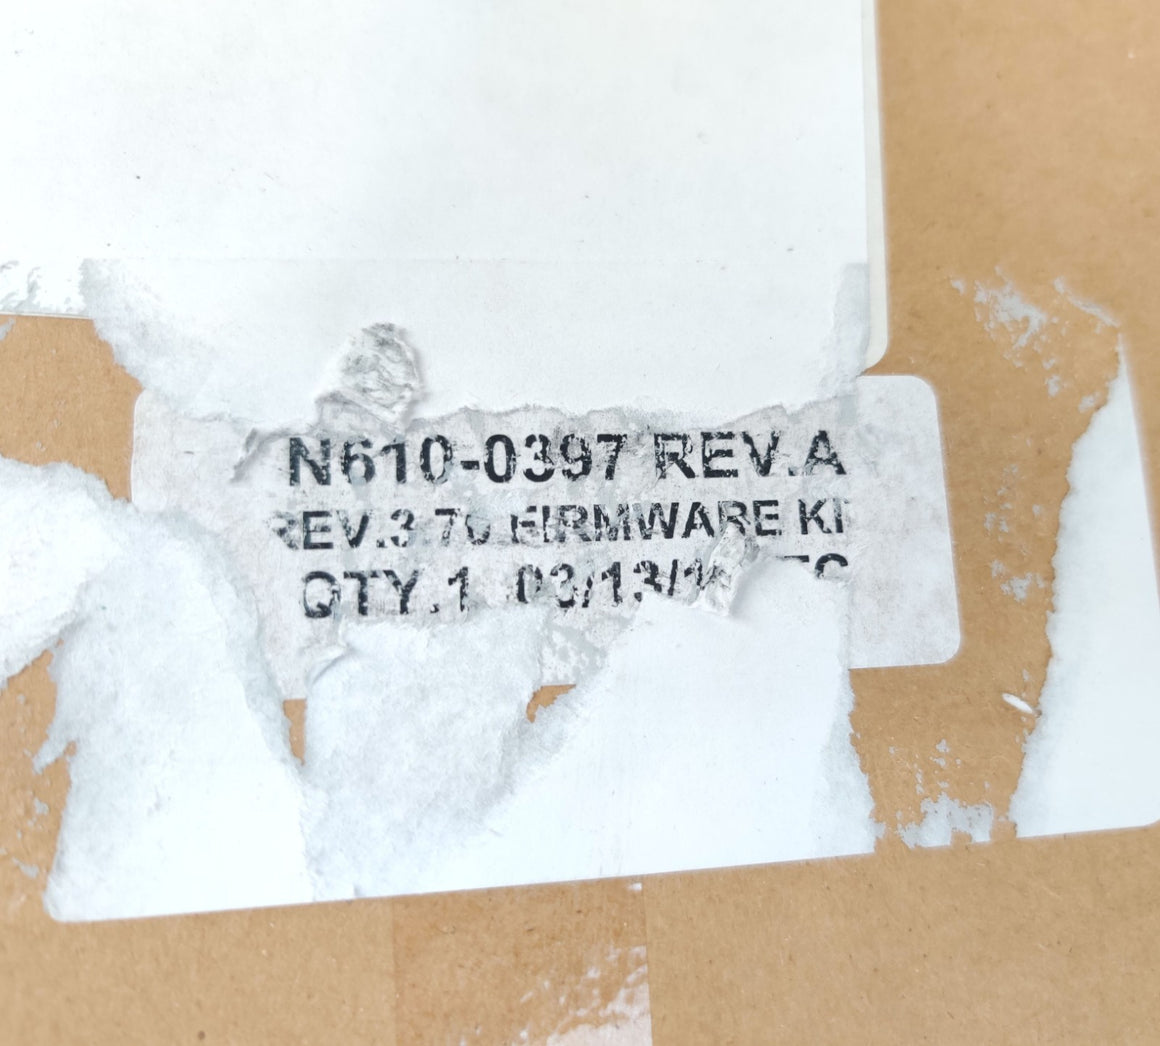 N610-0397 REV.A
REV.3.70 FIRMWARE KI
QTY.1